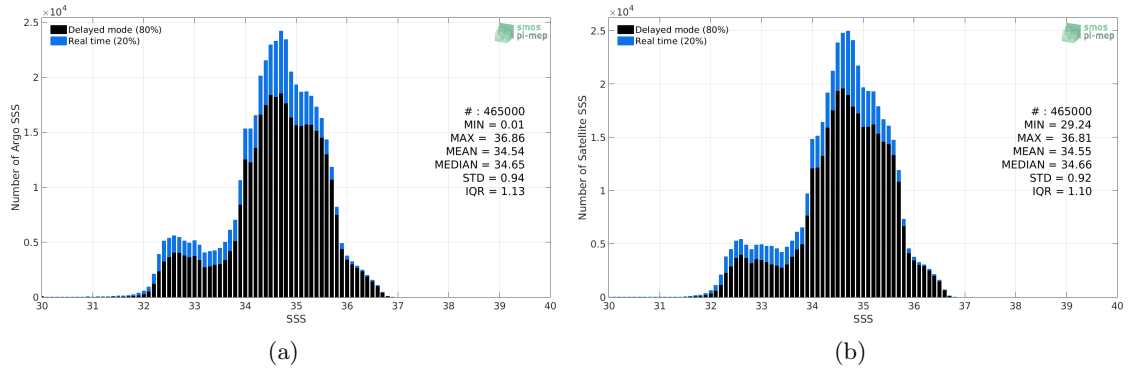 ×10⁴
2.5
2
1.5
1
0.5
0
30 31 32 33 34 35 36 37 38 39 40
SSS
Number of Argo SSS
Delayed mode (80%)
Real time (20%)
smos
pi-mep
# : 465000
MIN = 0.01
MAX = 36.86
MEAN = 34.54
MEDIAN = 34.65
STD = 0.94
IQR = 1.13
(a)
×10⁴
2.5
2
1.5
1
0.5
0
30 31 32 33 34 35 36 37 38 39 40
SSS
Number of Satellite SSS
Delayed mode (80%)
Real time (20%)
smos
pi-mep
# : 465000
MIN = 29.24
MAX = 36.81
MEAN = 34.55
MEDIAN = 34.66
STD = 0.92
IQR = 1.10
(b)